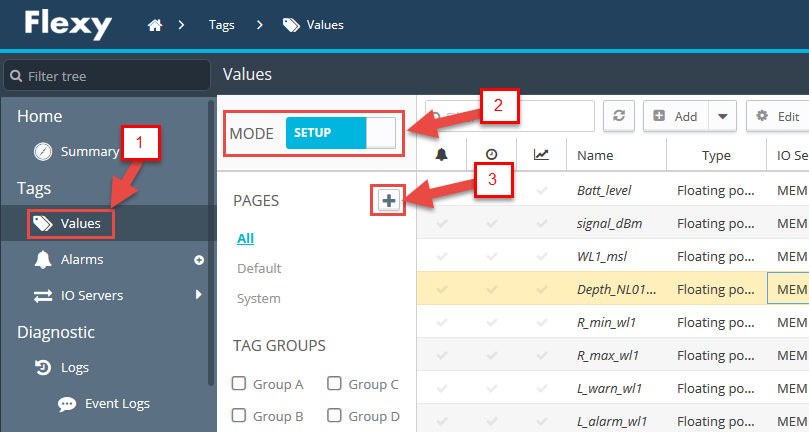 Flexy
Tags
Values
Filter tree
Home
Summary
Tags
Values
Alarms
IO Servers
Diagnostic
Logs
Event Logs
1
Values
MODE
SETUP
2
PAGES
3
All
Default
System
TAG GROUPS
Group A
Group C
Group B
Group D
Add
Edit
Name
Type
IO Se
Batt_level
Floating po...
MEM
signal_dBm
Floating po...
MEM
WL1_msl
Floating po...
MEM
Depth_NL01...
Floating po...
MEM
R_min_wl1
Floating po...
MEM
R_max_wl1
Floating po...
MEM
L_warn_wl1
Floating po...
MEM
L_alarm_wl1
Floating po...
MEM